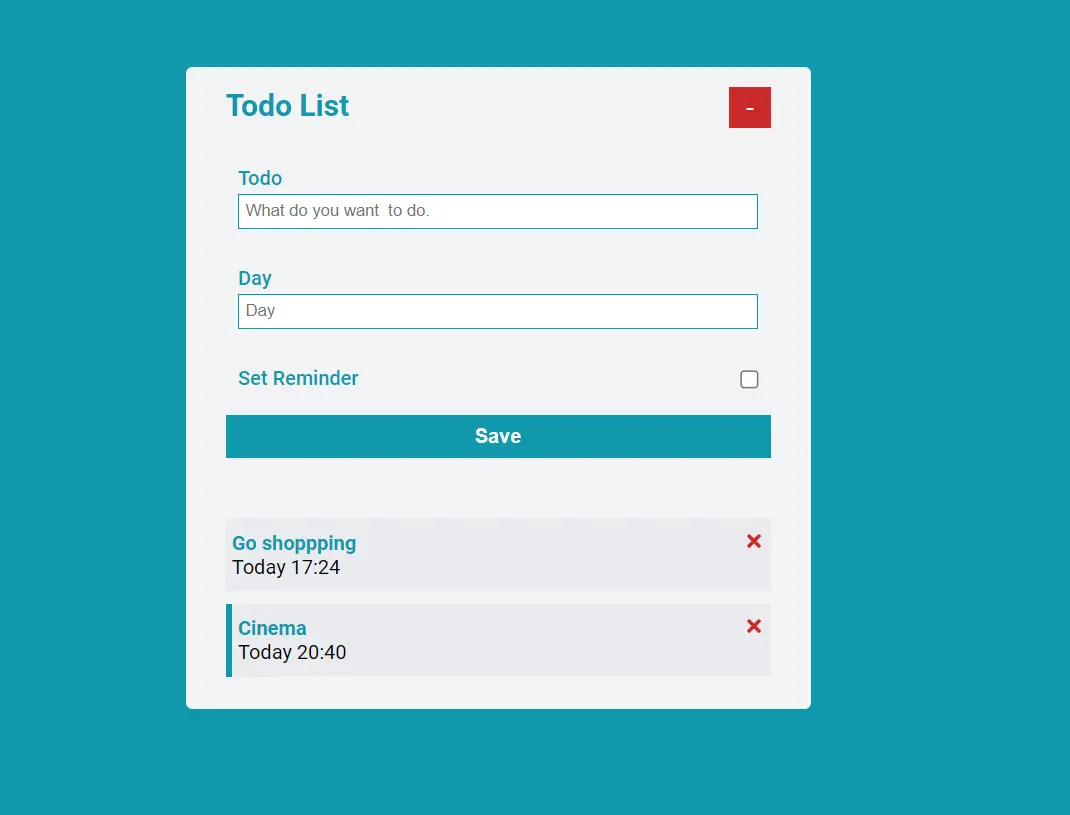 Todo List
-
Todo
What do you want  to do.
Day
Day
Set Reminder
Save
Go shoppping
Today 17:24
Cinema
Today 20:40